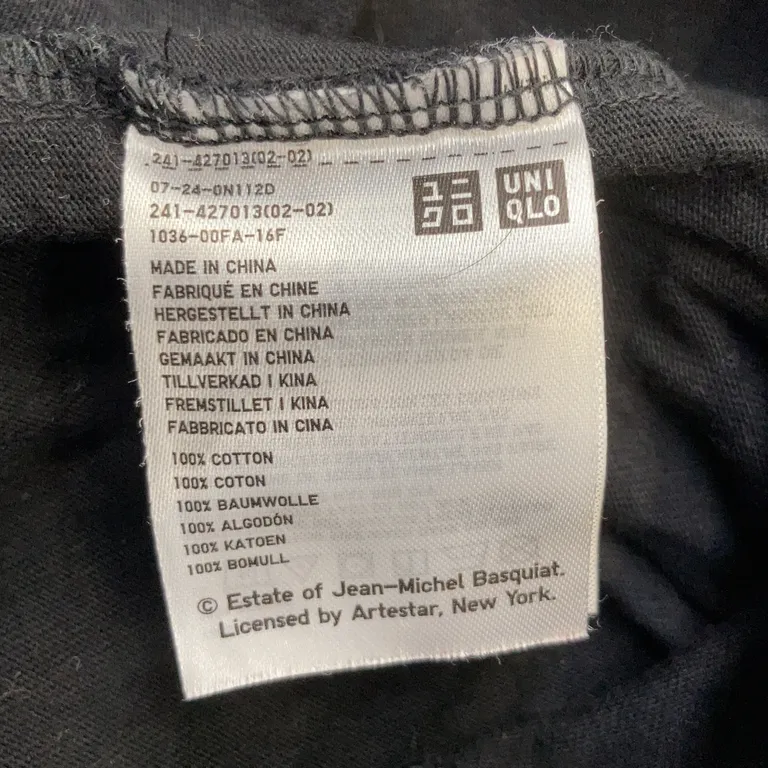 241-427013(02-02)
07-24-0N112D
241-427013(02-02)
1036-00FA-16F
ユニ
クロ
UNI
QLO
MADE IN CHINA
FABRIQUÉ EN CHINE
HERGESTELLT IN CHINA
FABRICADO EN CHINA
GEMAAKT IN CHINA
TILLVERKAD I KINA
FREMSTILLET I KINA
FABBRICATO IN CINA
100% COTTON
100% COTON
100% BAUMWOLLE
100% ALGODÓN
100% KATOEN
100% BOMULL
© Estate of Jean-Michel Basquiat.
Licensed by Artestar, New York.